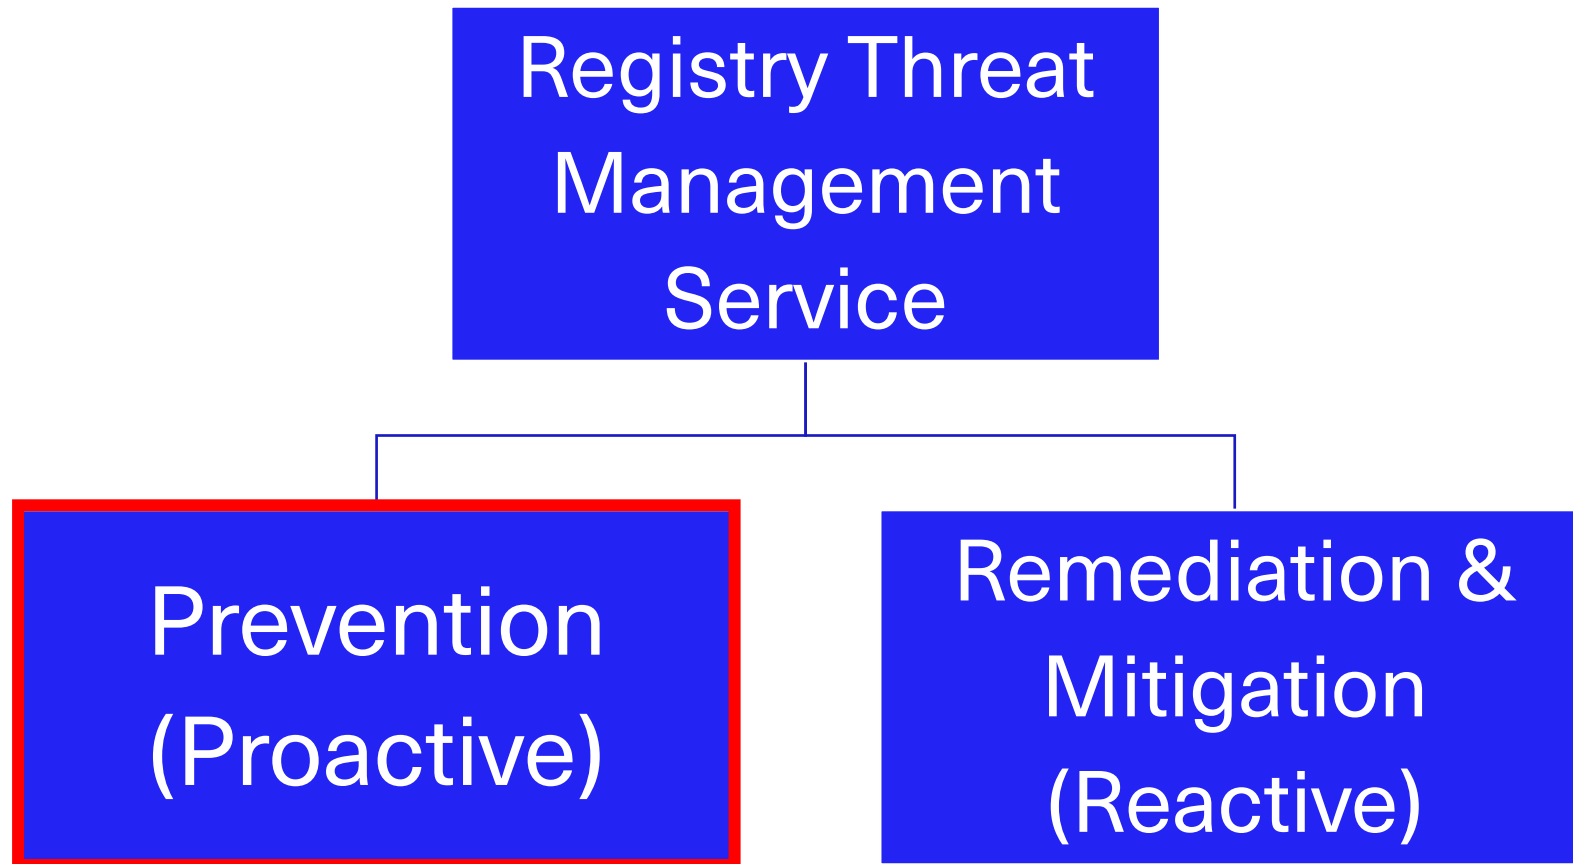 Registry Threat
Management
Service
Prevention
(Proactive)
Remediation &
Mitigation
(Reactive)